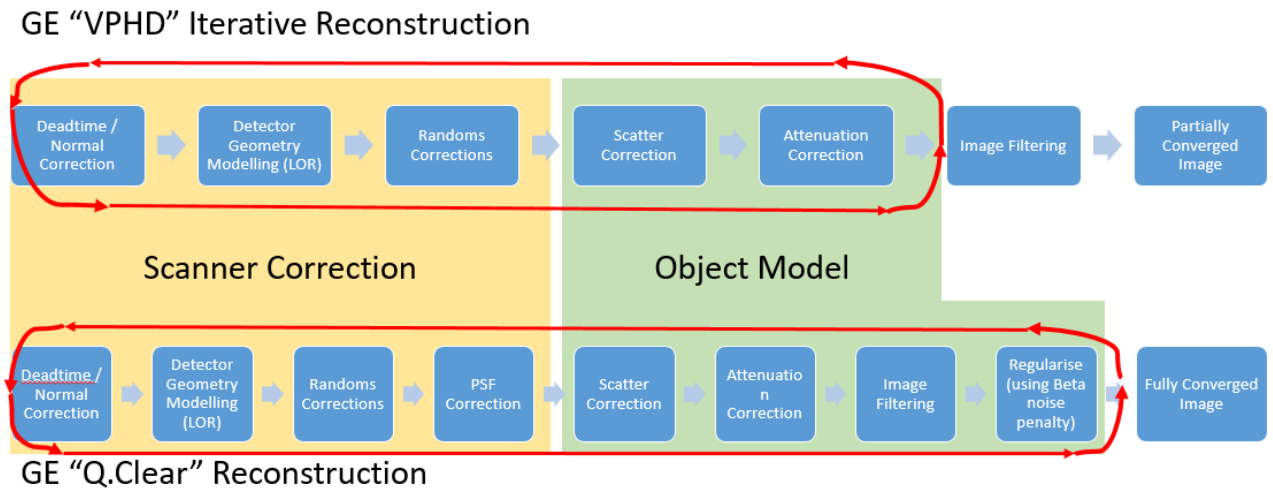 GE “VPHD” Iterative Reconstruction
Deadtime /
Normal
Correction
Detector
Geometry
Modelling (LOR)
Randoms
Corrections
Scatter
Correction
Attenuation
Correction
Image Filtering
Partially
Converged
Image
Scanner Correction
Object Model
Deadtime /
Normal
Correction
Detector
Geometry
Modelling
(LOR)
Randoms
Corrections
PSF
Correction
Scatter
Correction
Attenuatio
n
Correction
Image
Filtering
Regularise
(using Beta
noise
penalty)
Fully Converged
Image
GE “Q.Clear” Reconstruction